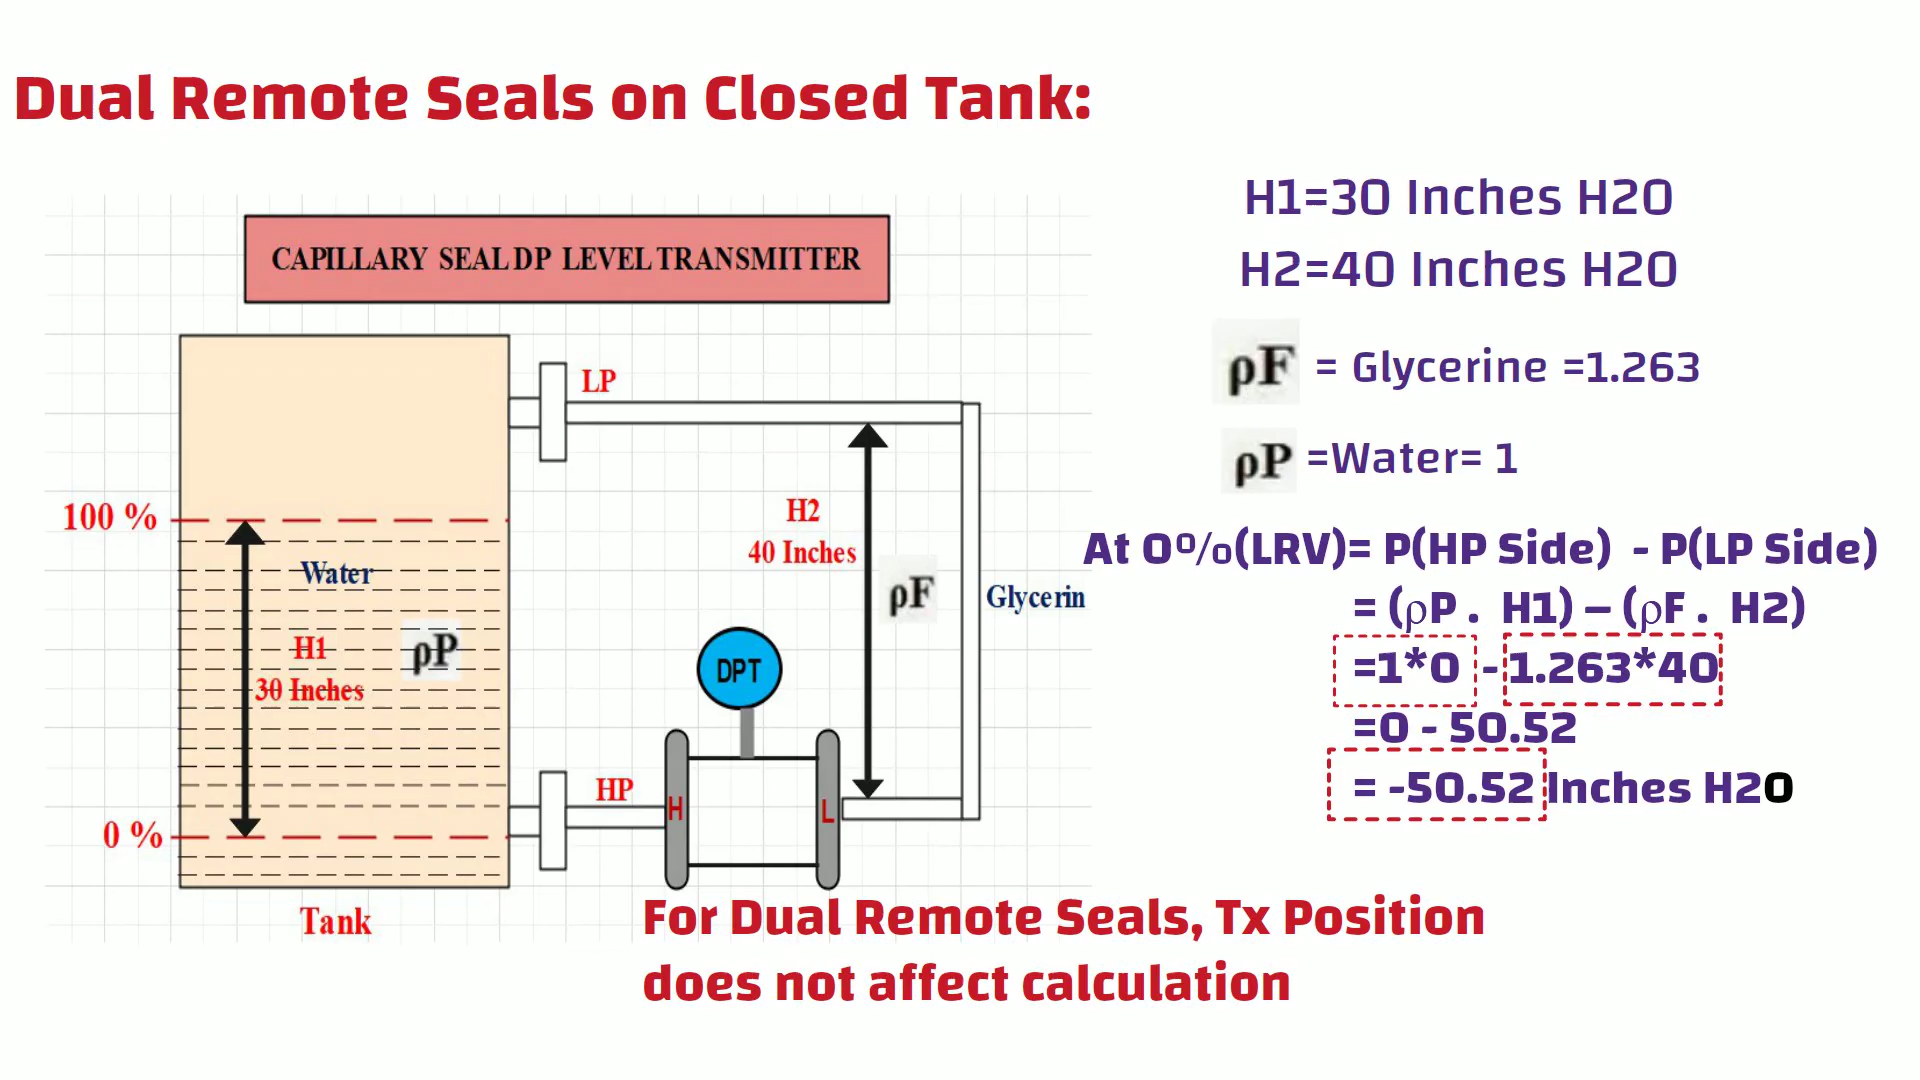 Dual Remote Seals on Closed Tank:
CAPILLARY SEAL DP LEVEL TRANSMITTER
LP
100 %
Water
H1
30 Inches
ρP
H2
40 Inches
ρF
Glycerin
DPT
HP
H
L
0 %
Tank
H1=30 Inches H2O
H2=40 Inches H2O
ρF = Glycerine =1.263
ρP =Water= 1
At 0%(LRV)= P(HP Side) - P(LP Side)
= (ρP . H1) – (ρF . H2)
=1*0 - 1.263*40
=0 - 50.52
= -50.52 Inches H2O
For Dual Remote Seals, Tx Position
does not affect calculation